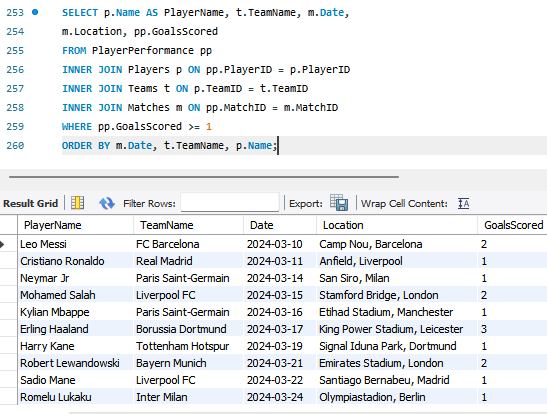 253 SELECT p.Name AS PlayerName, t.TeamName, m.Date,
254 m.Location, pp.GoalsScored
255 FROM PlayerPerformance pp
256 INNER JOIN Players p ON pp.PlayerID = p.PlayerID
257 INNER JOIN Teams t ON p.TeamID = t.TeamID
258 INNER JOIN Matches m ON pp.MatchID = m.MatchID
259 WHERE pp.GoalsScored >= 1
260 ORDER BY m.Date, t.TeamName, p.Name;
Result Grid Filter Rows: Export: Wrap Cell Content: IA
PlayerName TeamName Date Location GoalsScored
Leo Messi FC Barcelona 2024-03-10 Camp Nou, Barcelona 2
Cristiano Ronaldo Real Madrid 2024-03-11 Anfield, Liverpool 1
Neymar Jr Paris Saint-Germain 2024-03-14 San Siro, Milan 1
Mohamed Salah Liverpool FC 2024-03-15 Stamford Bridge, London 2
Kylian Mbappe Paris Saint-Germain 2024-03-16 Etihad Stadium, Manchester 1
Erling Haaland Borussia Dortmund 2024-03-17 King Power Stadium, Leicester 3
Harry Kane Tottenham Hotspur 2024-03-19 Signal Iduna Park, Dortmund 1
Robert Lewandowski Bayern Munich 2024-03-21 Emirates Stadium, London 2
Sadio Mane Liverpool FC 2024-03-22 Santiago Bernabeu, Madrid 1
Romelu Lukaku Inter Milan 2024-03-24 Olympiastadion, Berlin 1